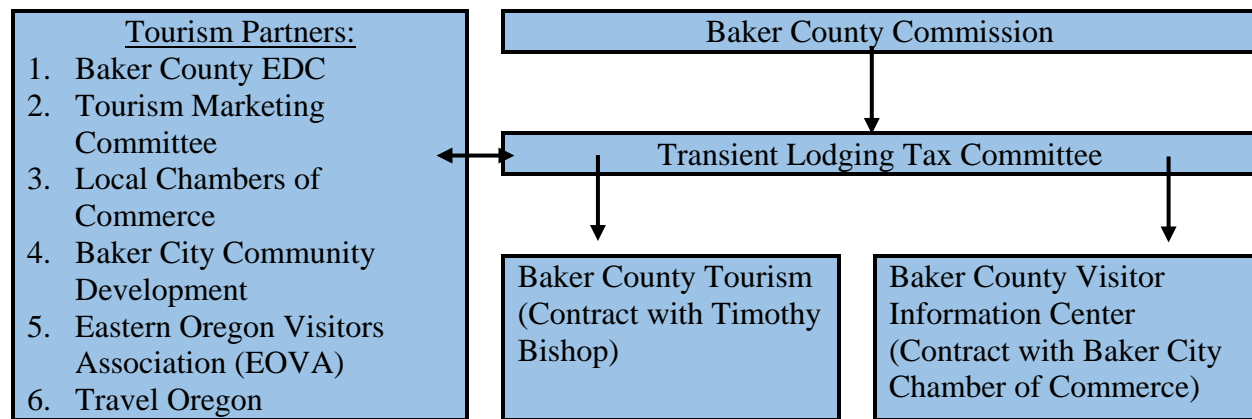 Tourism Partners:
1. Baker County EDC
2. Tourism Marketing
Committee
3. Local Chambers of
Commerce
4. Baker City Community
Development
5. Eastern Oregon Visitors
Association (EOVA)
6. Travel Oregon
Baker County Commission
Transient Lodging Tax Committee
Baker County Tourism
(Contract with Timothy
Bishop)
Baker County Visitor
Information Center
(Contract with Baker City
Chamber of Commerce)